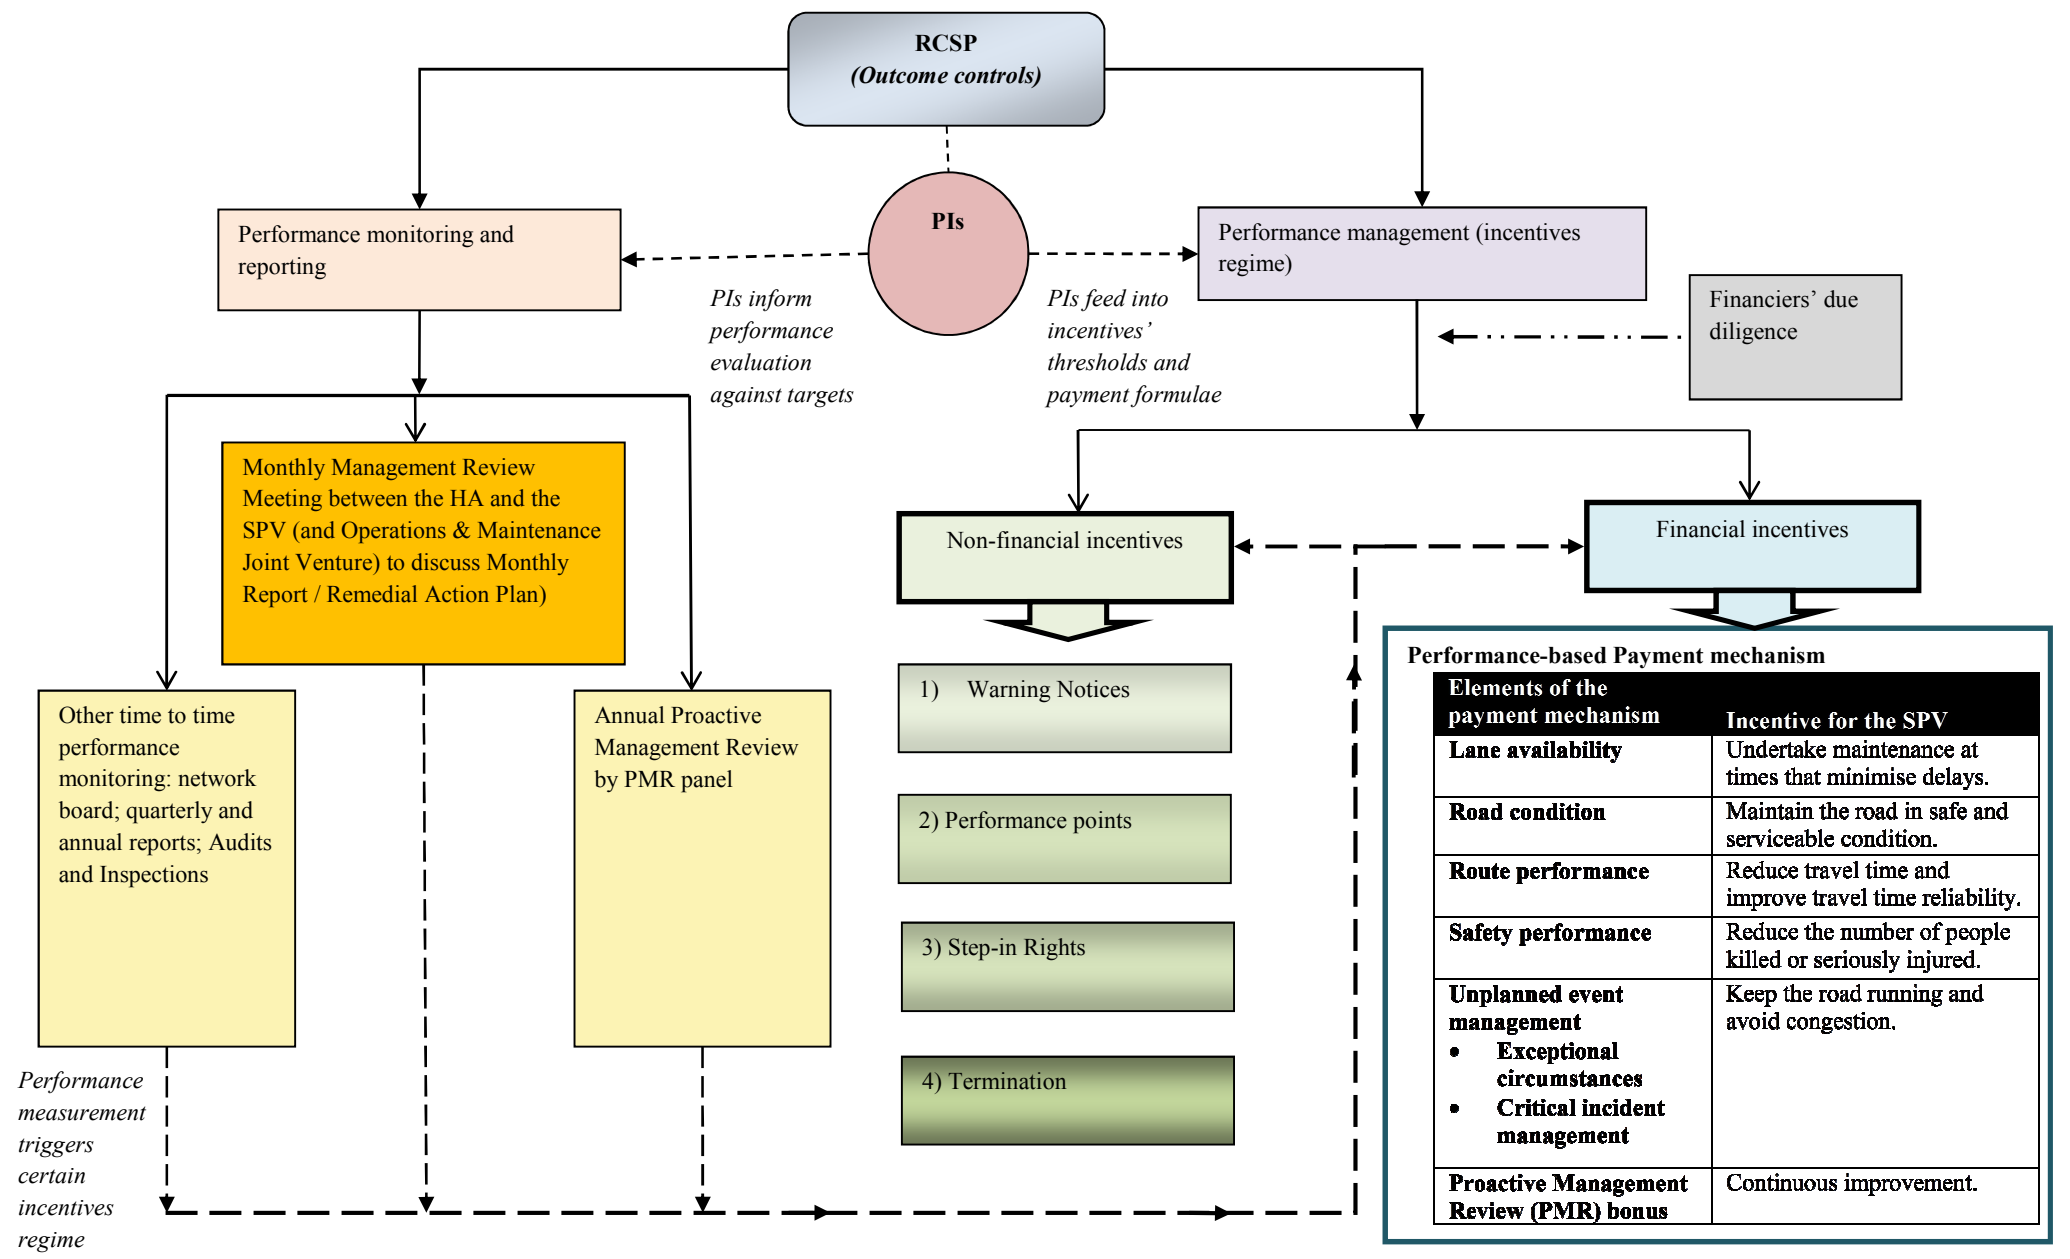 RCSP
(Outcome controls)
PIs
Performance monitoring and
reporting
Performance management (incentives
regime)
PIs inform
performance
evaluation
against targets
PIs feed into
incentives’
thresholds and
payment formulae
Financiers’ due
diligence
Monthly Management Review
Meeting between the HA and the
SPV (and Operations & Maintenance
Joint Venture) to discuss Monthly
Report / Remedial Action Plan)
Non-financial incentives
Financial incentives
Other time to time
performance
monitoring: network
board; quarterly and
annual reports; Audits
and Inspections
Annual Proactive
Management Review
by PMR panel
1) Warning Notices
2) Performance points
3) Step-in Rights
4) Termination
Performance-based Payment mechanism
Elements of the
payment mechanism
Incentive for the SPV
Lane availability
Undertake maintenance at
times that minimise delays.
Road condition
Maintain the road in safe and
serviceable condition.
Route performance
Reduce travel time and
improve travel time reliability.
Safety performance
Reduce the number of people
killed or seriously injured.
Unplanned event
management
• Exceptional
circumstances
• Critical incident
management
Keep the road running and
avoid congestion.
Proactive Management
Review (PMR) bonus
Continuous improvement.
Performance
measurement
triggers
certain
incentives
regime